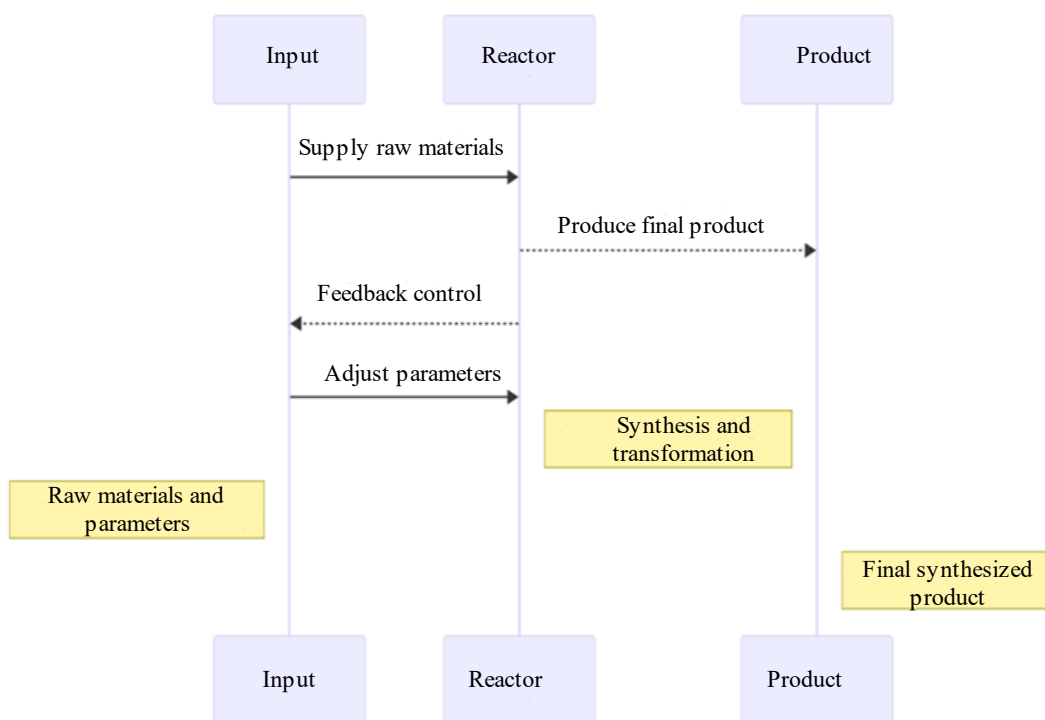 Input
Reactor
Product
Supply raw materials
Produce final product
Feedback control
Adjust parameters
Synthesis and
transformation
Raw materials and
parameters
Final synthesized
product
Input
Reactor
Product